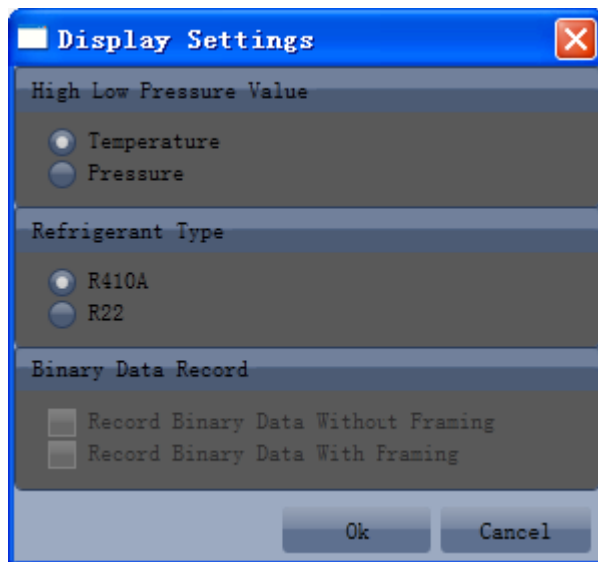 Display Settings
High Low Pressure Value
Temperature
Pressure
Refrigerant Type
R410A
R22
Binary Data Record
Record Binary Data Without Framing
Record Binary Data With Framing
Ok Cancel